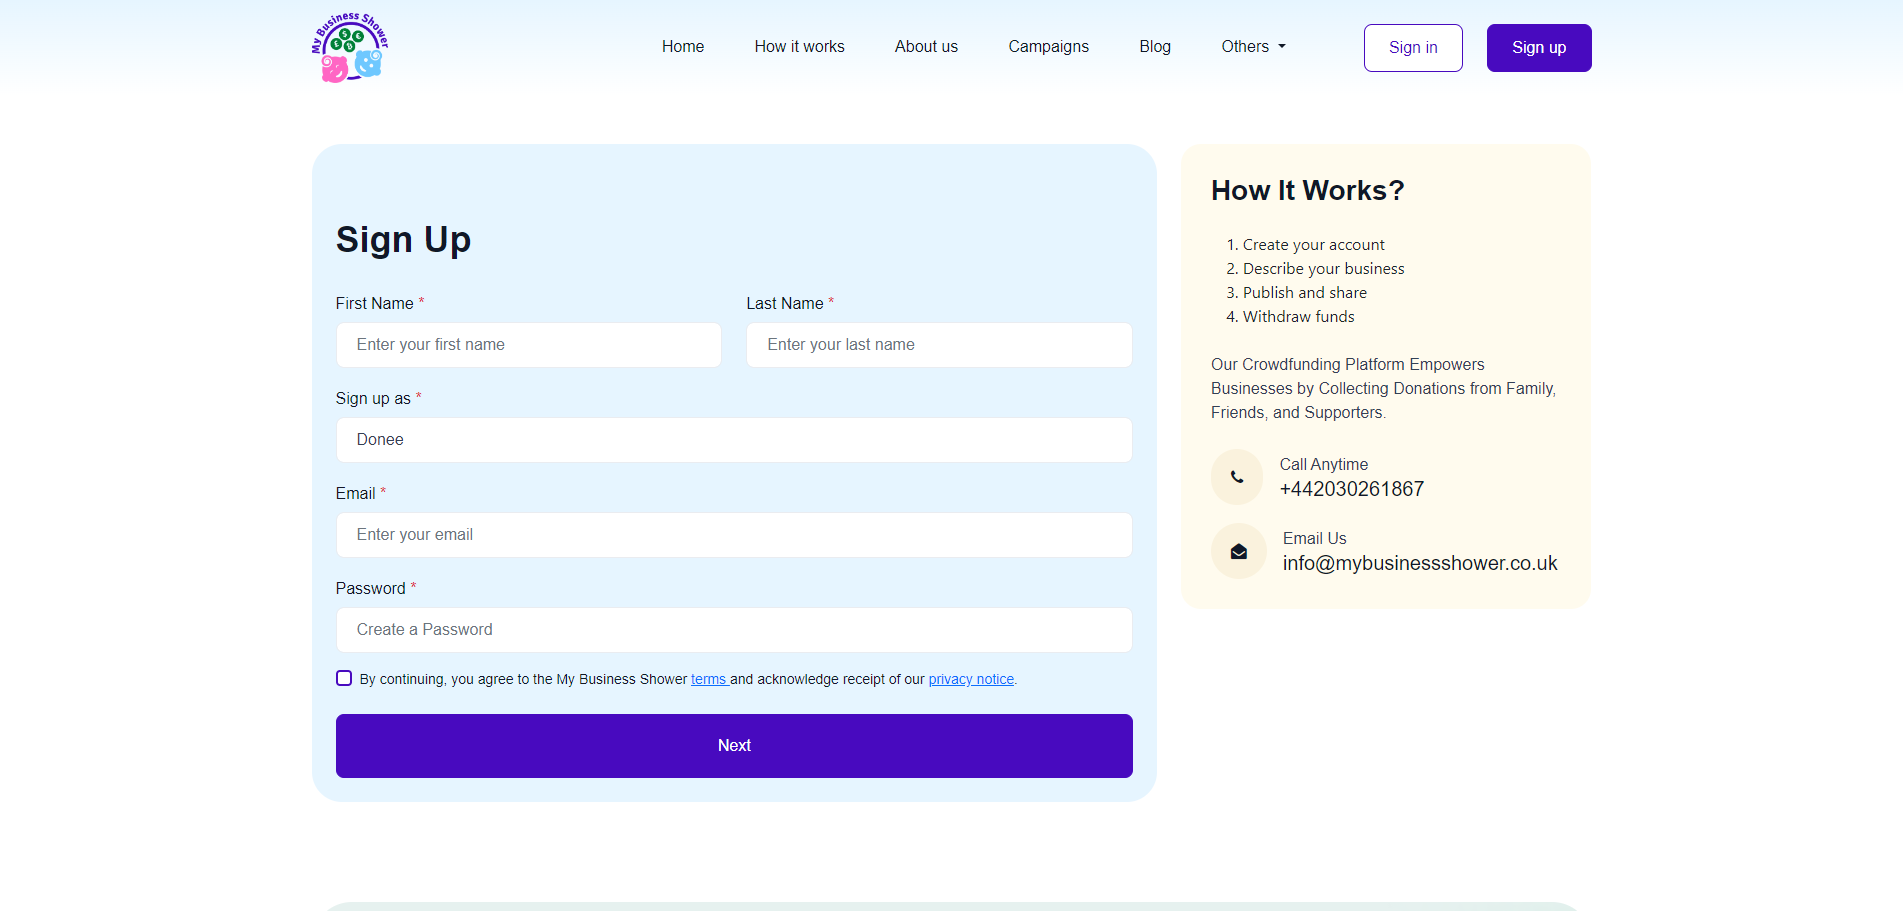 My Business Shower
Home
How it works
About us
Campaigns
Blog
Others
Sign in
Sign up
Sign Up
First Name *
Last Name *
Enter your first name
Enter your last name
Sign up as *
Donee
Email *
Enter your email
Password *
Create a Password
By continuing, you agree to the My Business Shower terms and acknowledge receipt of our privacy notice.
Next
How It Works?
1. Create your account
2. Describe your business
3. Publish and share
4. Withdraw funds
Our Crowdfunding Platform Empowers
Businesses by Collecting Donations from Family,
Friends, and Supporters.
Call Anytime
+442030261867
Email Us
info@mybusinessshower.co.uk